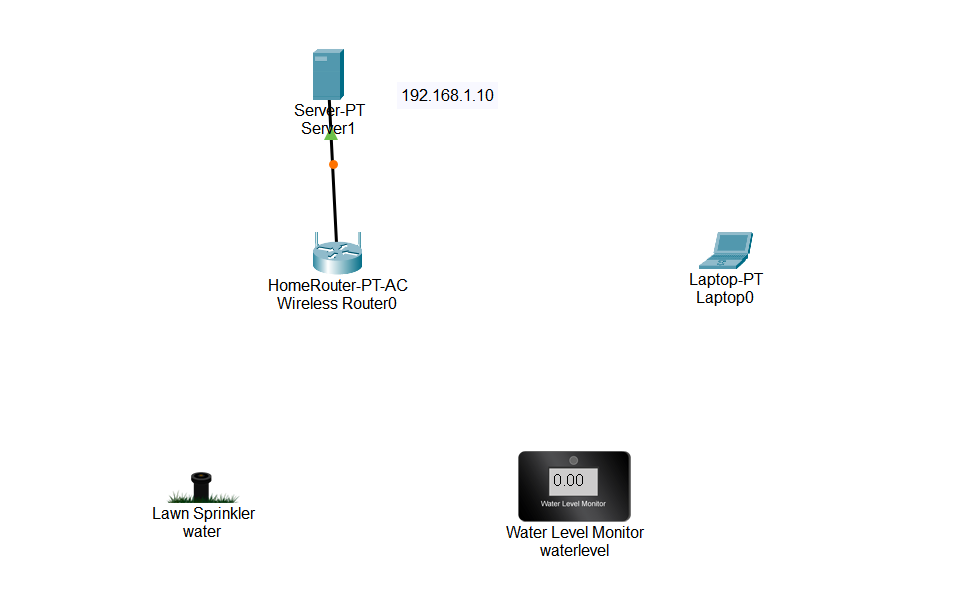 192.168.1.10
Server-PT
Server1
HomeRouter-PT-AC
Wireless Router0
Laptop-PT
Laptop0
Lawn Sprinkler
water
0.00
Water Level Monitor
Water Level Monitor
waterlevel